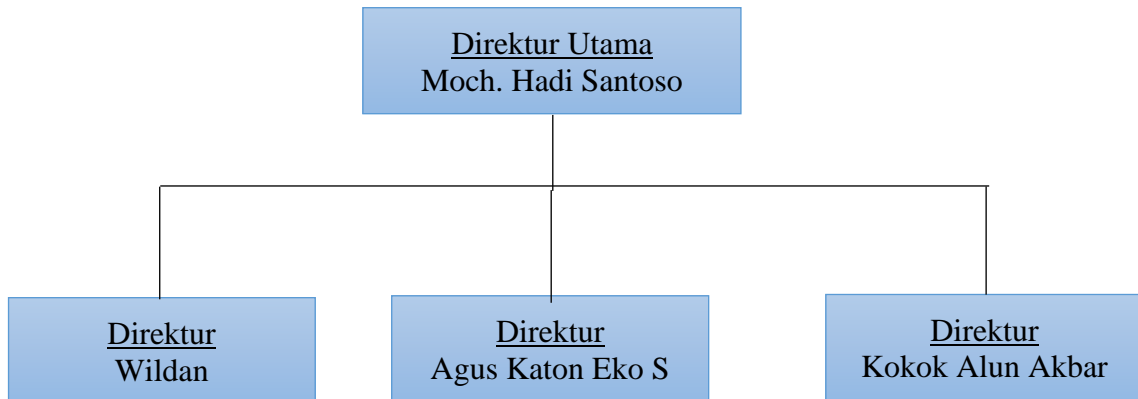 Direktur Utama
Moch. Hadi Santoso
Direktur
Wildan
Direktur
Agus Katon Eko S
Direktur
Kokok Alun Akbar